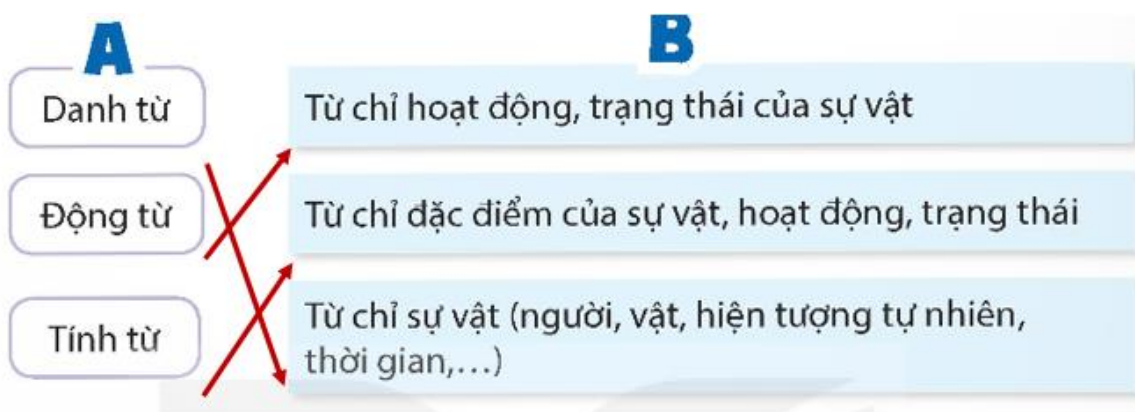 A
B
Danh từ
Từ chỉ hoạt động, trạng thái của sự vật
Động từ
Từ chỉ đặc điểm của sự vật, hoạt động, trạng thái
Tính từ
Từ chỉ sự vật (người, vật, hiện tượng tự nhiên,
thời gian,...)